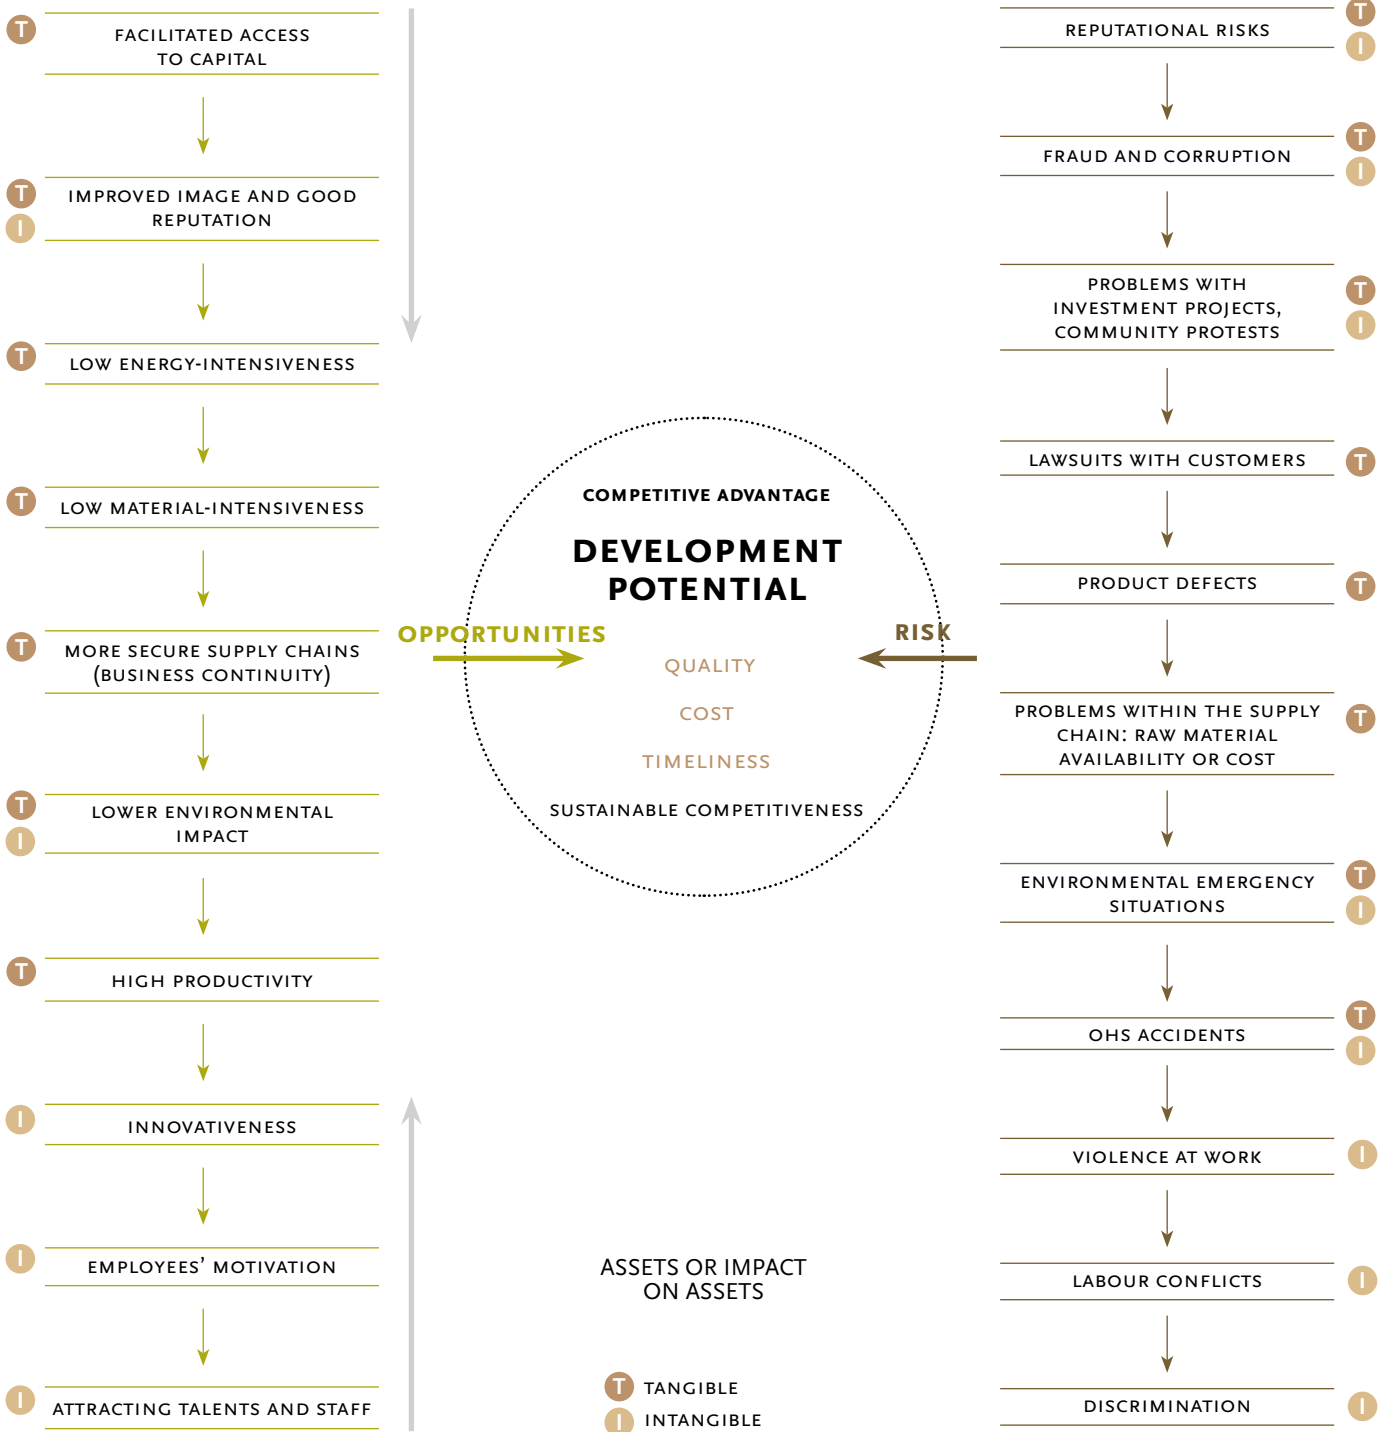 T
FACILITATED ACCESS
TO CAPITAL
T
I
IMPROVED IMAGE AND GOOD
REPUTATION
T
LOW ENERGY-INTENSIVENESS
T
LOW MATERIAL-INTENSIVENESS
T
MORE SECURE SUPPLY CHAINS
(BUSINESS CONTINUITY)
T
I
LOWER ENVIRONMENTAL
IMPACT
T
HIGH PRODUCTIVITY
I
INNOVATIVENESS
I
EMPLOYEES’ MOTIVATION
I
ATTRACTING TALENTS AND STAFF
OPPORTUNITIES
COMPETITIVE ADVANTAGE
DEVELOPMENT
POTENTIAL
QUALITY
COST
TIMELINESS
SUSTAINABLE COMPETITIVENESS
RISK
ASSETS OR IMPACT
ON ASSETS
T TANGIBLE
I INTANGIBLE
REPUTATIONAL RISKS
T
I
FRAUD AND CORRUPTION
T
I
PROBLEMS WITH
INVESTMENT PROJECTS,
COMMUNITY PROTESTS
T
I
LAWSUITS WITH CUSTOMERS
T
PRODUCT DEFECTS
T
PROBLEMS WITHIN THE SUPPLY
CHAIN: RAW MATERIAL
AVAILABILITY OR COST
T
ENVIRONMENTAL EMERGENCY
SITUATIONS
T
I
OHS ACCIDENTS
T
I
VIOLENCE AT WORK
I
LABOUR CONFLICTS
I
DISCRIMINATION
I